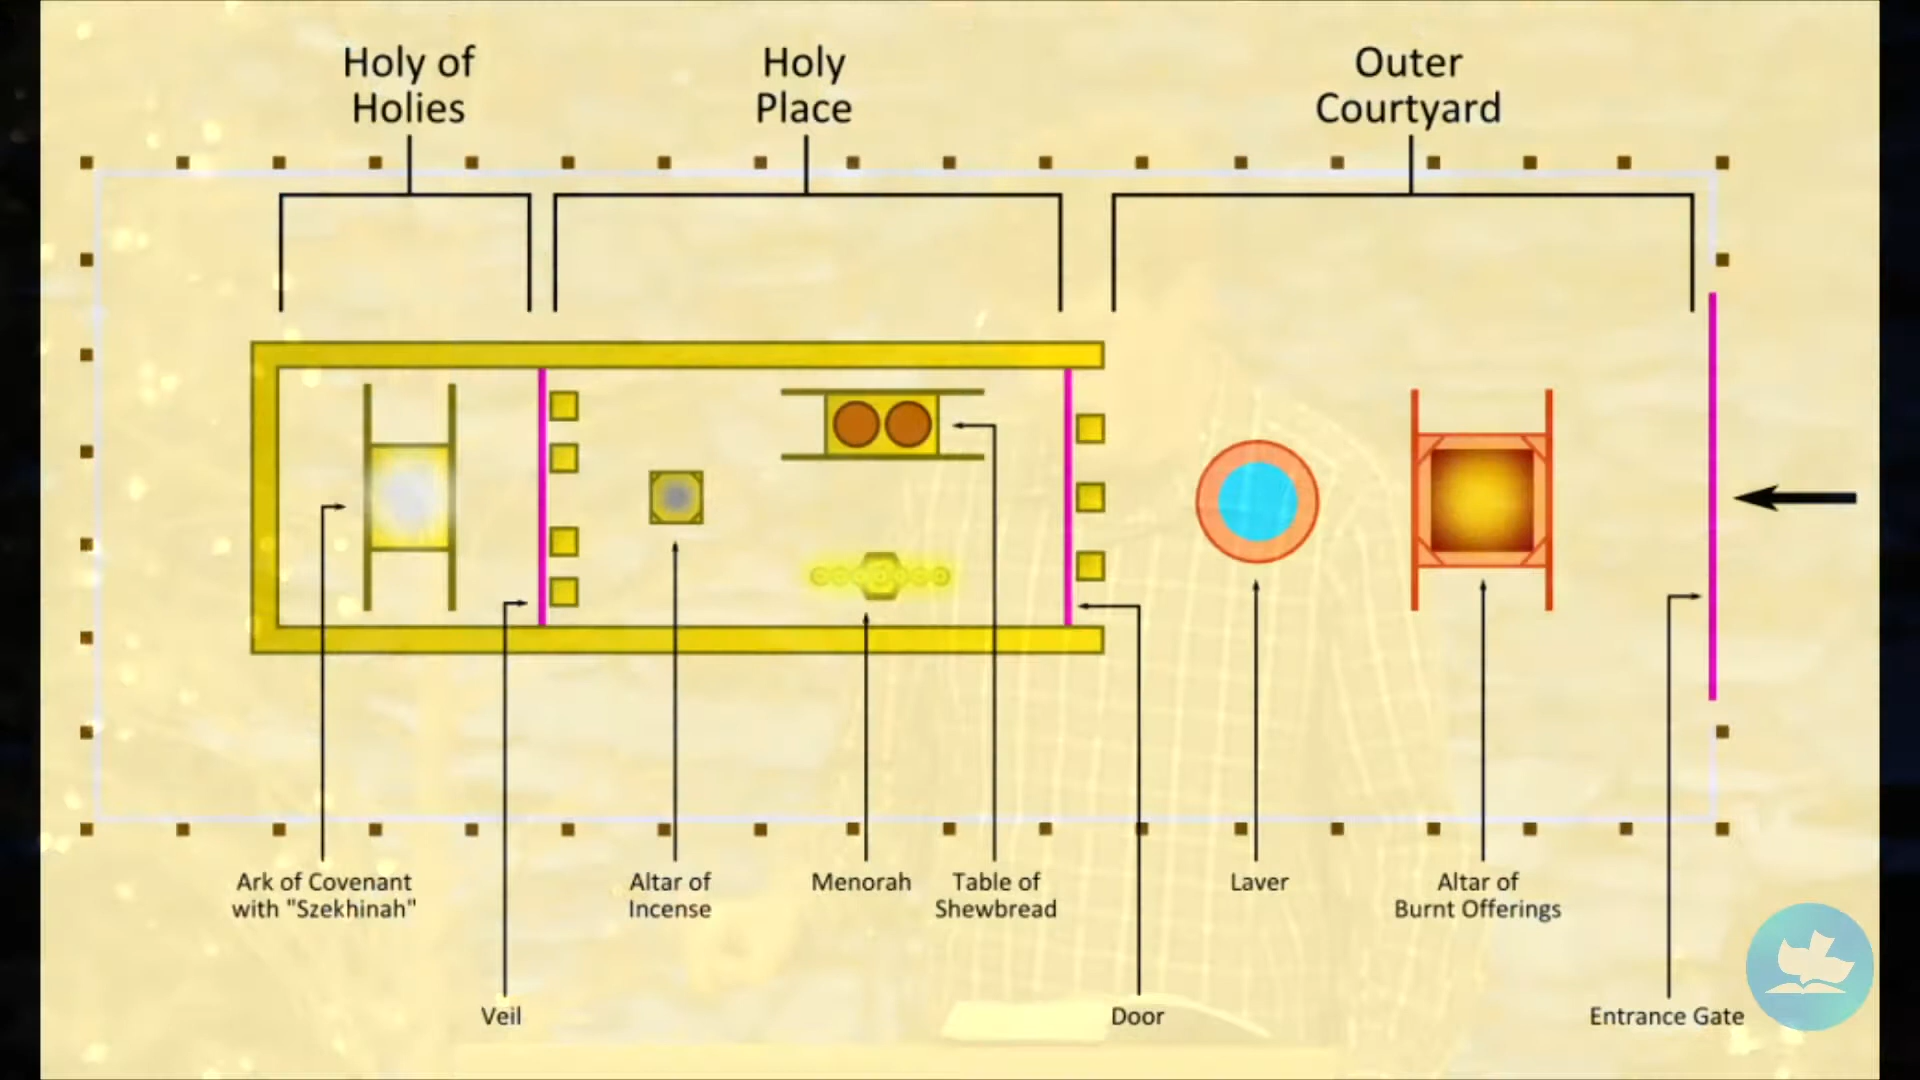 Holy of
Holies
Holy
Place
Outer
Courtyard
Ark of Covenant
with "Szekhinah"
Altar of
Incense
Menorah
Table of
Shewbread
Laver
Altar of
Burnt Offerings
Veil
Door
Entrance Gate